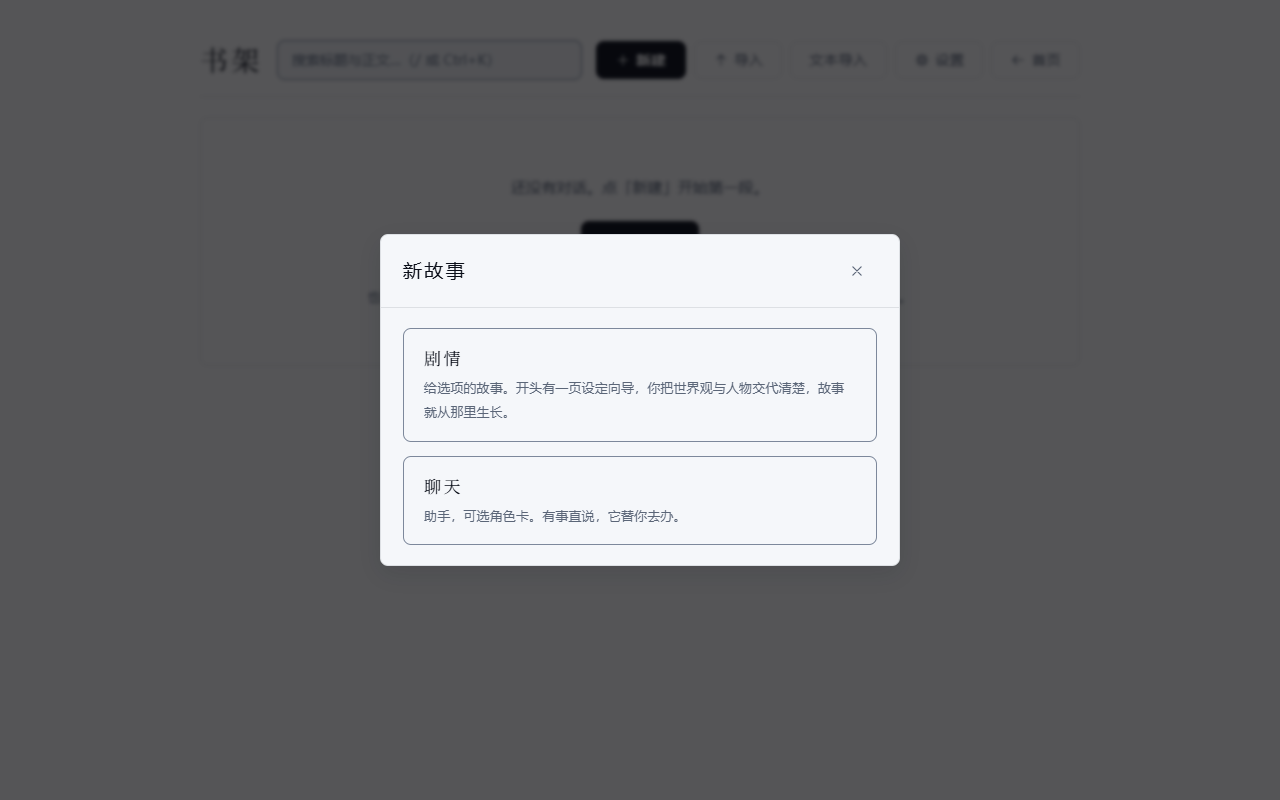 书架
搜索标题与正文… (/ 或 Ctrl+K)
+ 新建
↑ 导入
文本导入
⚙ 设置
← 首页
还没有对话。点「新建」开始第一段。
新故事
剧情
给选项的故事。开头有一页设定向导，你把世界观与人物交代清楚，故事
就从那里生长。
聊天
助手，可选角色卡。有事直说，它替你去办。